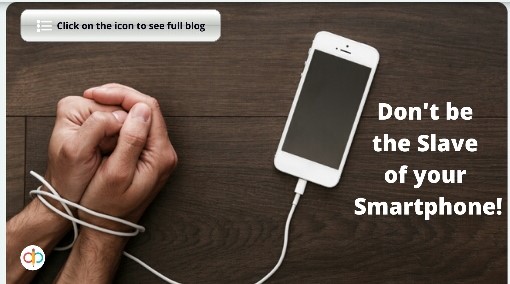 Click on the icon to see full blog
Don't be
the Slave
of your
Smartphone!